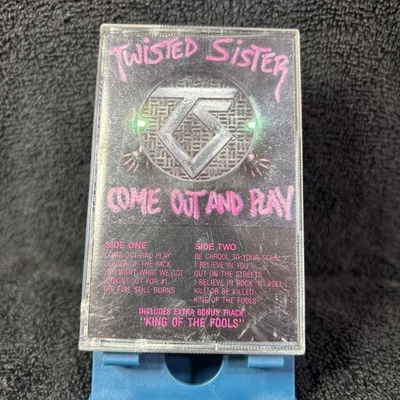 TWISTED SISTER
TS
COME OUT AND PLAY
SIDE ONE
COME OUT AND PLAY
LEADER OF THE PACK
YOU WANT WHAT WE GOT
LOOKIN' OUT FOR #1
THE FIRE STILL BURNS
SIDE TWO
BE CHROOL TO YOUR SCUEL
I BELIEVE IN YOU
OUT ON THE STREETS
I BELIEVE IN ROCK 'N' ROLL
KILL OR BE KILLED
KING OF THE FOOLS
INCLUDES EXTRA BONUS TRACK,
"KING OF THE FOOLS"